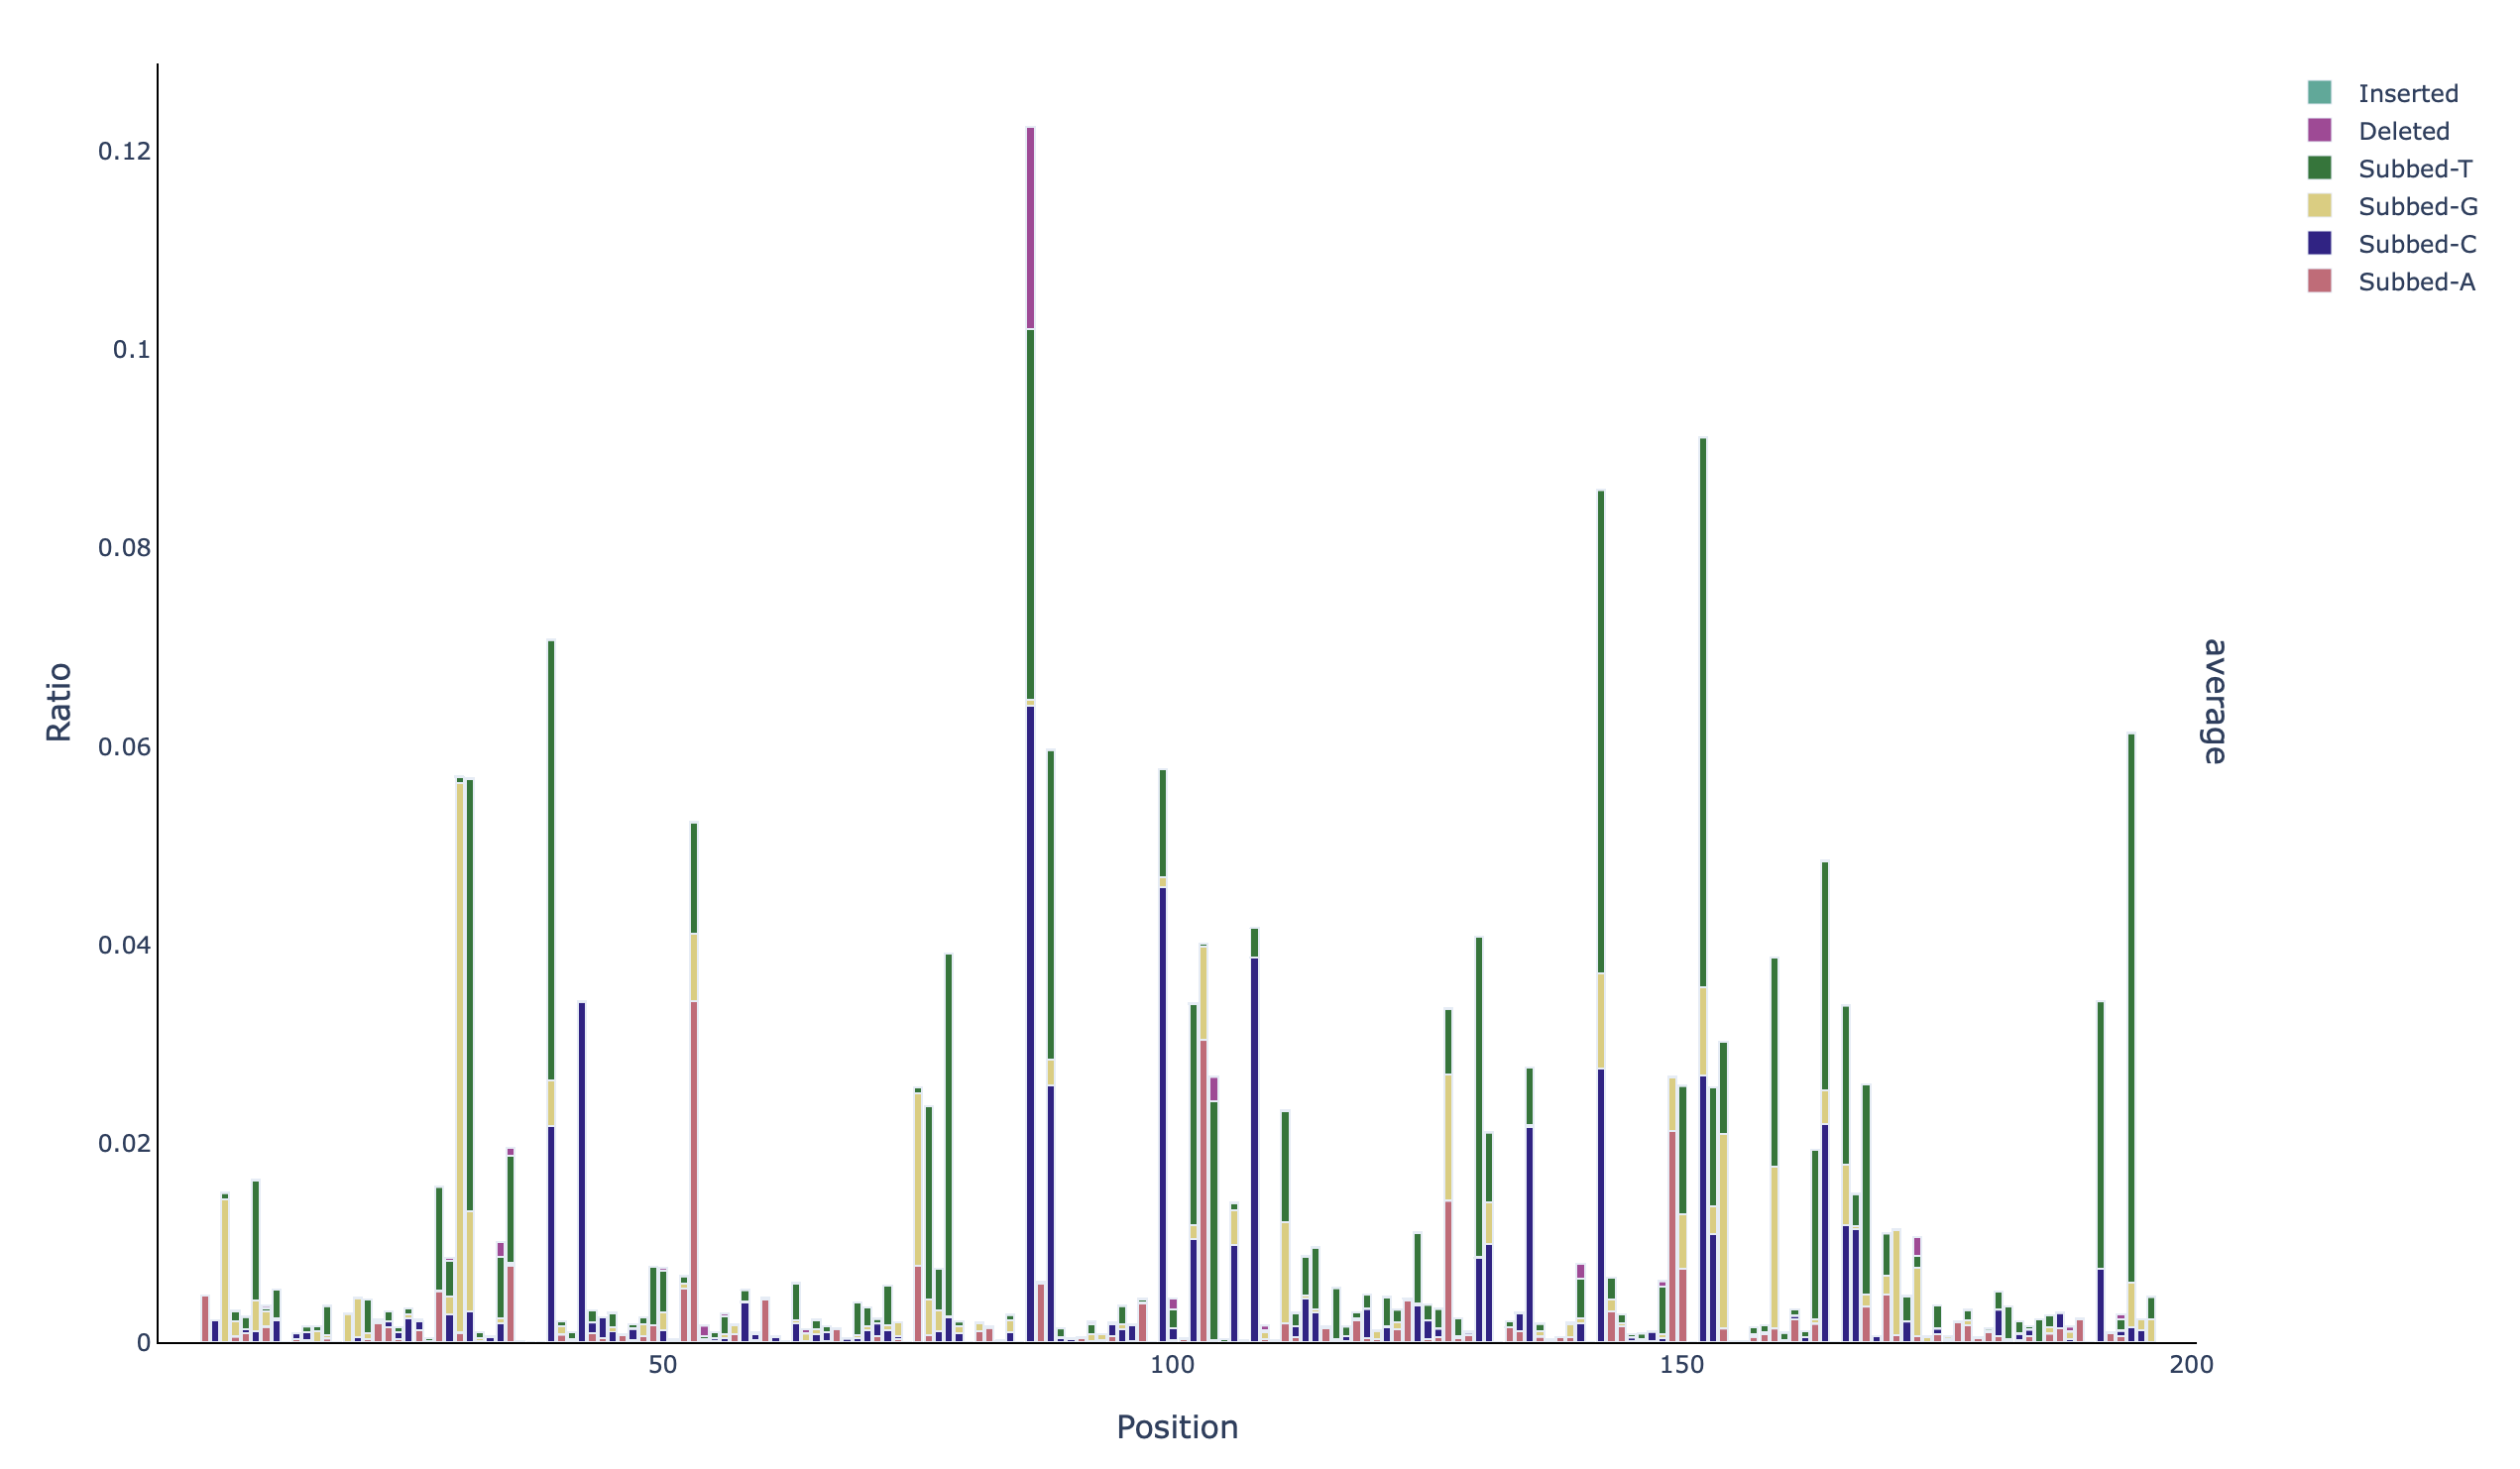 Inserted
Deleted
Subbed-T
Subbed-G
Subbed-C
Subbed-A
0.12
0.1
0.08
0.06
0.04
0.02
0
Ratio
average
50
100
150
200
Position